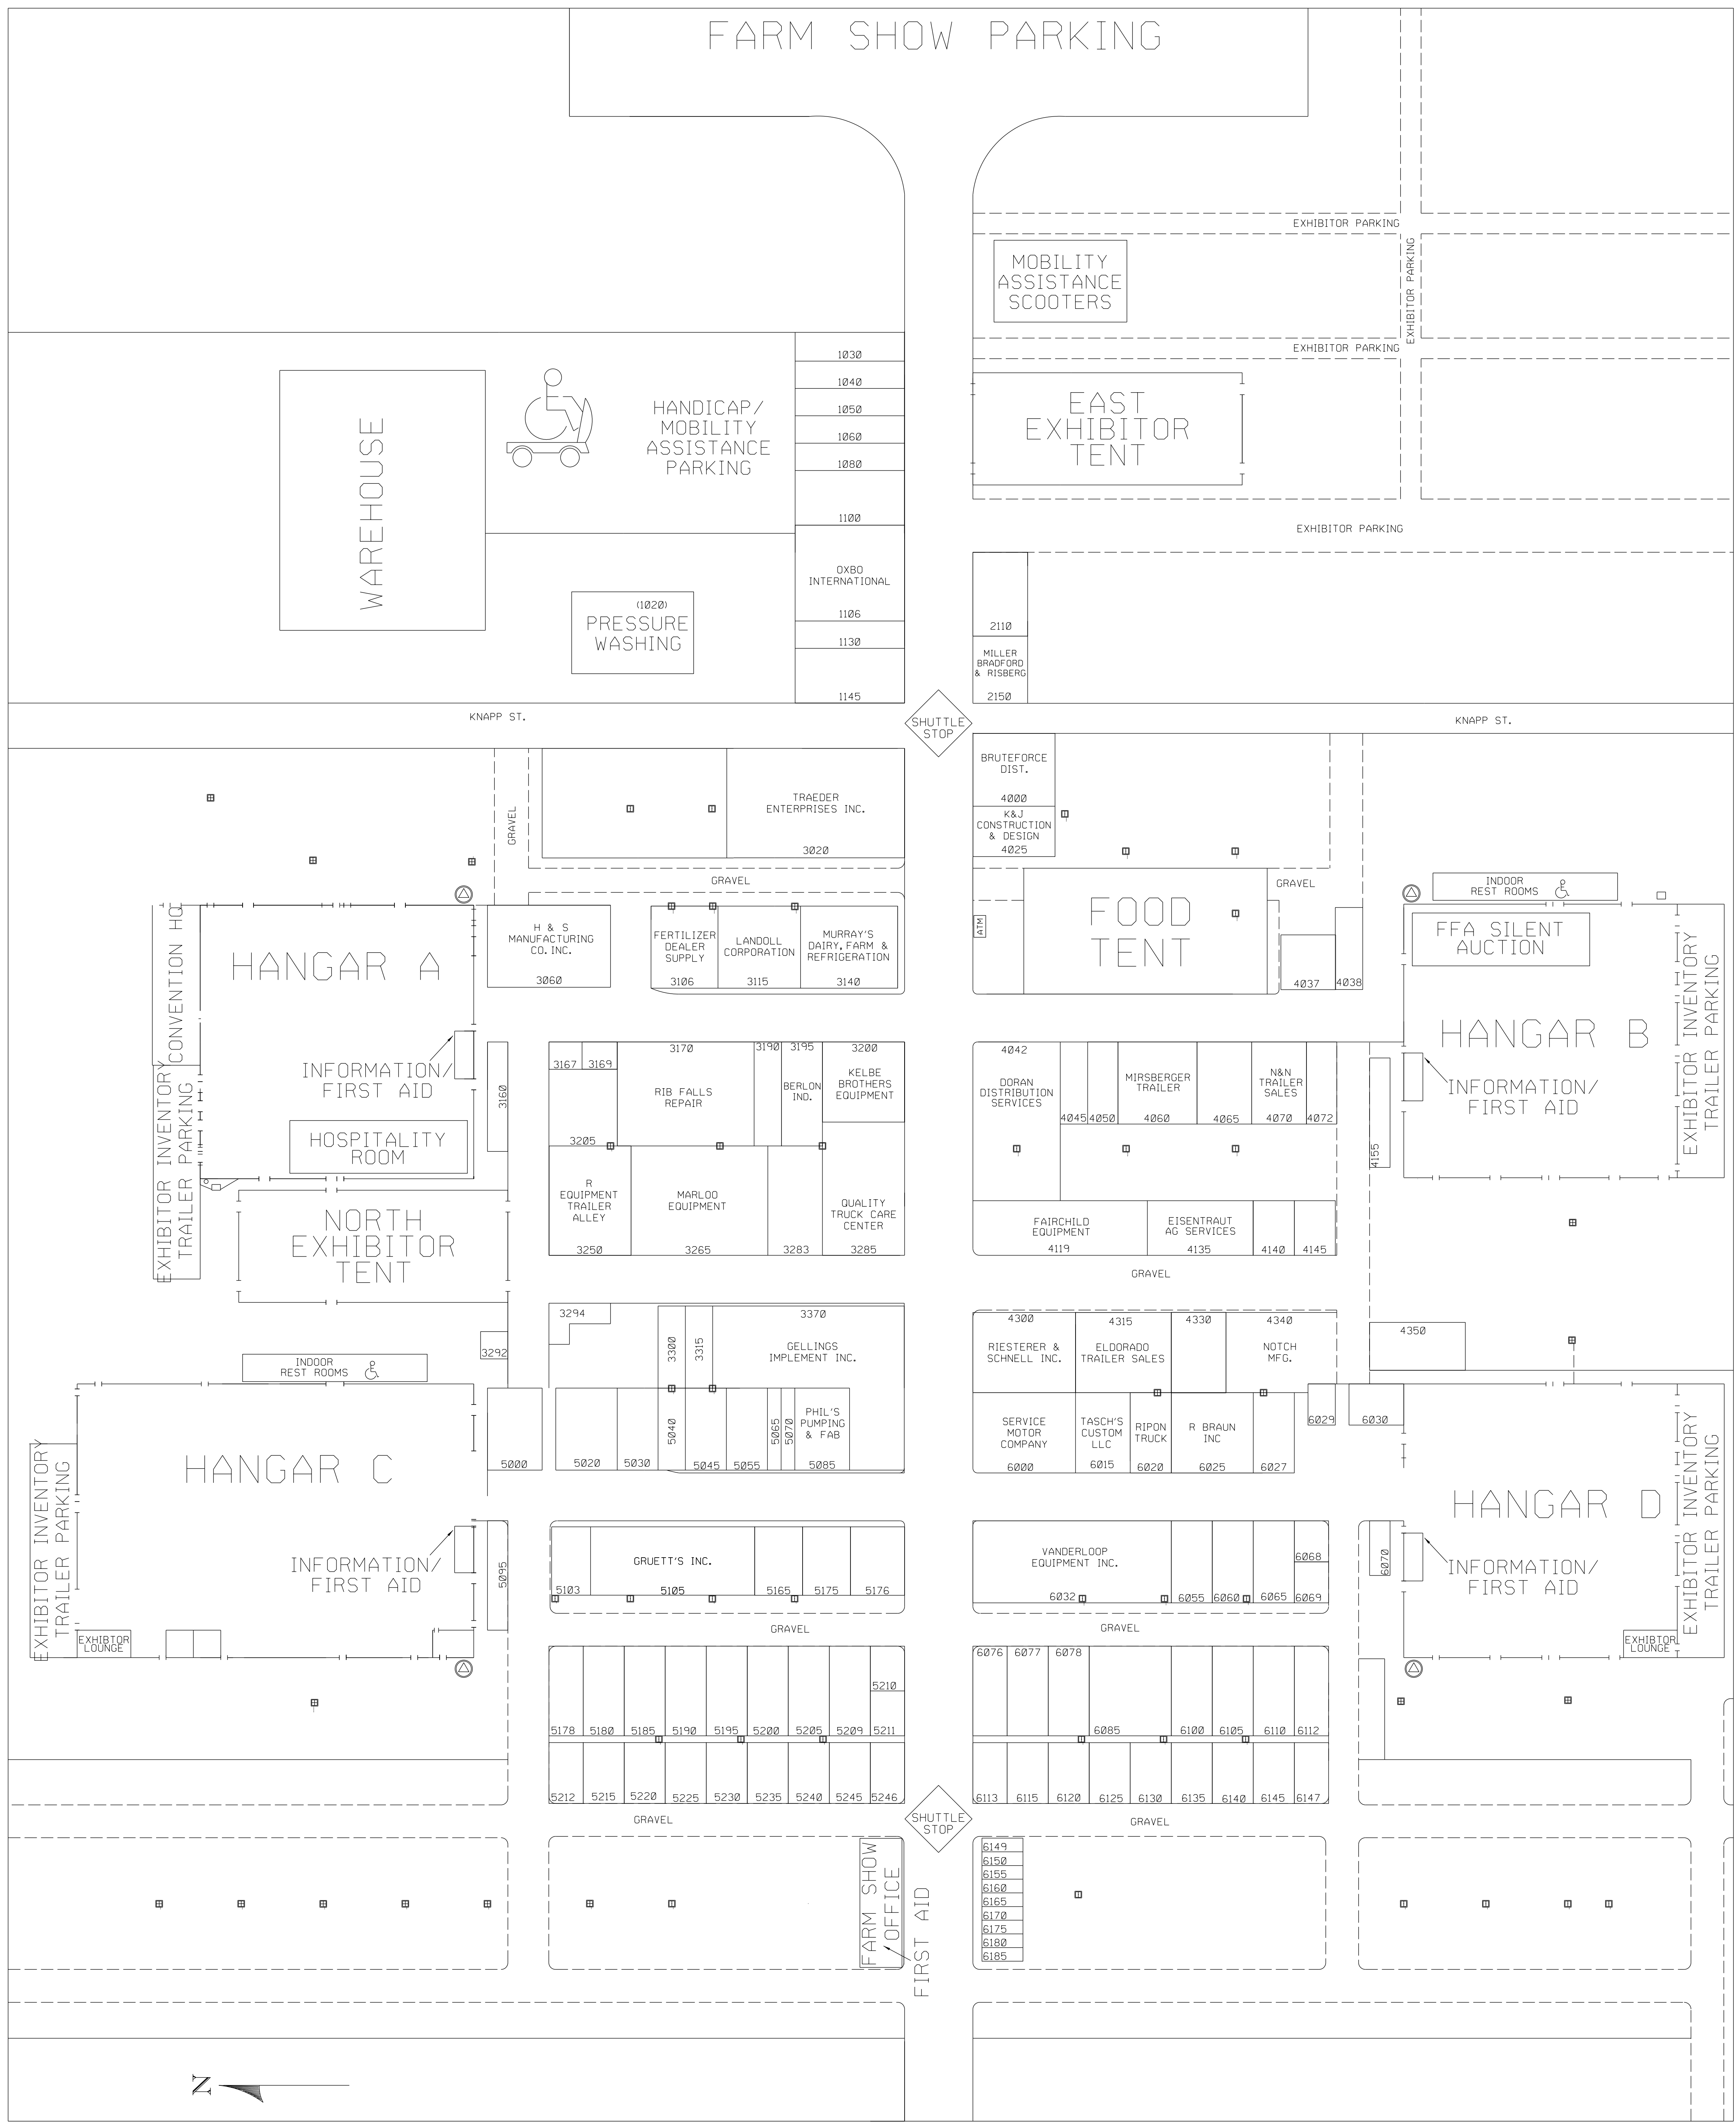 FARM SHOW PARKING
EXHIBITOR PARKING
EXHIBITOR PARKING
MOBILITY
ASSISTANCE
SCOOTERS
EXHIBITOR PARKING
WAREHOUSE
HANDICAP/
MOBILITY
ASSISTANCE
PARKING
1030
1040
1050
1060
1080
1100
OXBO
INTERNATIONAL
1106
1130
1145
(1020)
PRESSURE
WASHING
EAST
EXHIBITOR
TENT
EXHIBITOR PARKING
2110
MILLER
BRADFORD
& RISBERG
2150
KNAPP ST.
SHUTTLE
STOP
KNAPP ST.
GRAVEL
TRAEDER
ENTERPRISES INC.
3020
GRAVEL
BRUTEFORCE
DIST.
4000
K&J
CONSTRUCTION
& DESIGN
4025
GRAVEL
INDOOR
REST ROOMS
CONVENTION HQ
HANGAR A
H & S
MANUFACTURING
CO. INC.
3060
FERTILIZER
DEALER
SUPPLY
3106
LANDOLL
CORPORATION
3115
MURRAY'S
DAIRY, FARM &
REFRIGERATION
3140
ATM
FOOD
TENT
4037
4038
FFA SILENT
AUCTION
HANGAR B
EXHIBITOR INVENTORY
TRAILER PARKING
INFORMATION/
FIRST AID
HOSPITALITY
ROOM
EXHIBITOR INVENTORY
TRAILER PARKING
3160
3167
3169
3170
RIB FALLS
REPAIR
3190
3195
BERLON
IND.
3200
KELBE
BROTHERS
EQUIPMENT
3205
4042
DORAN
DISTRIBUTION
SERVICES
4045
4050
MIRSBERGER
TRAILER
4060
4065
N&N
TRAILER
SALES
4070
4072
4155
INFORMATION/
FIRST AID
NORTH
EXHIBITOR
TENT
R
EQUIPMENT
TRAILER
ALLEY
3250
MARLOO
EQUIPMENT
3265
3283
QUALITY
TRUCK CARE
CENTER
3285
FAIRCHILD
EQUIPMENT
4119
EISENTRAUT
AG SERVICES
4135
4140
4145
GRAVEL
3292
3294
3300
3315
3370
GELLINGS
IMPLEMENT INC.
4300
RIESTERER &
SCHNELL INC.
4315
ELDORADO
TRAILER SALES
4330
4340
NOTCH
MFG.
4350
INDOOR
REST ROOMS
HANGAR C
5000
5020
5030
5040
5045
5055
5065
5070
PHIL'S
PUMPING
& FAB
5085
SERVICE
MOTOR
COMPANY
6000
TASCH'S
CUSTOM
LLC
6015
RIPON
TRUCK
6020
R BRAUN
INC
6025
6027
6029
6030
HANGAR D
EXHIBITOR INVENTORY
TRAILER PARKING
EXHIBITOR INVENTORY
TRAILER PARKING
INFORMATION/
FIRST AID
EXHIBTOR
LOUNGE
5095
5103
GRUETT'S INC.
5105
5165
5175
5176
VANDERLOOP
EQUIPMENT INC.
6032
6055
6060
6065
6068
6069
6070
INFORMATION/
FIRST AID
EXHIBTOR
LOUNGE
GRAVEL
GRAVEL
5178
5180
5185
5190
5195
5200
5205
5209
5210
5211
6076
6077
6078
6085
6100
6105
6110
6112
5212
5215
5220
5225
5230
5235
5240
5245
5246
6113
6115
6120
6125
6130
6135
6140
6145
6147
GRAVEL
SHUTTLE
STOP
GRAVEL
FARM SHOW
OFFICE
FIRST AID
6149
6150
6155
6160
6165
6170
6175
6180
6185
N